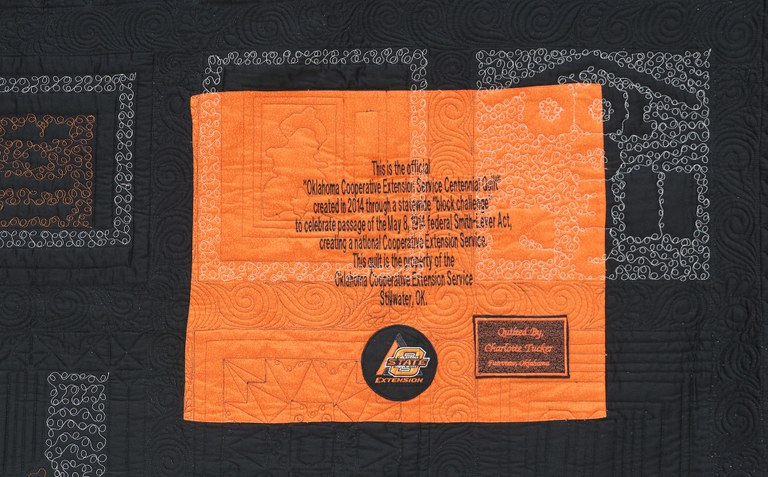 This is the official
"Oklahoma Cooperative Extension Service Centennial Quilt"
created in 2014 through a statewide "block challenge"
to celebrate passage of the May 8, 1914 federal Smith-Lever Act,
creating a national Cooperative Extension Service.
This quilt is the property of the
Oklahoma Cooperative Extension Service
Stillwater, OK.
STATE
EXTENSION
Quilted By
Charlotte Tucker
Fairview, Oklahoma